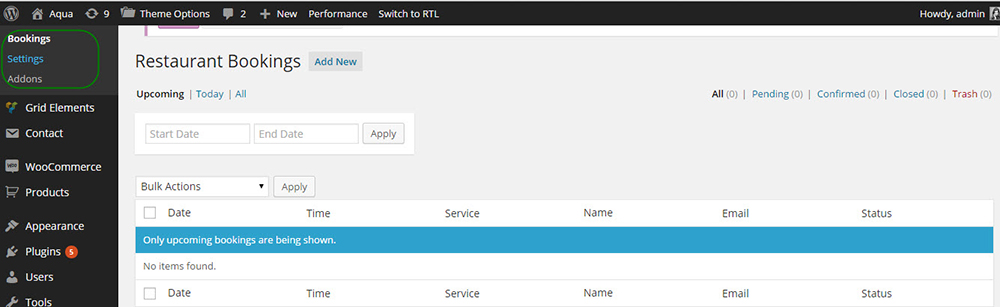 Aqua 9 Theme Options 2 + New Performance Switch to RTL Howdy, admin
Bookings
Settings
Addons
Grid Elements
Contact
WOO WooCommerce
Products
Appearance
Plugins 5
Users
Tools
Restaurant Bookings Add New
Upcoming | Today | All
All (0) | Pending (0) | Confirmed (0) | Closed (0) | Trash (0)
Start Date End Date Apply
Bulk Actions Apply
Date Time Service Name Email Status
Only upcoming bookings are being shown.
No items found.
Date Time Service Name Email Status